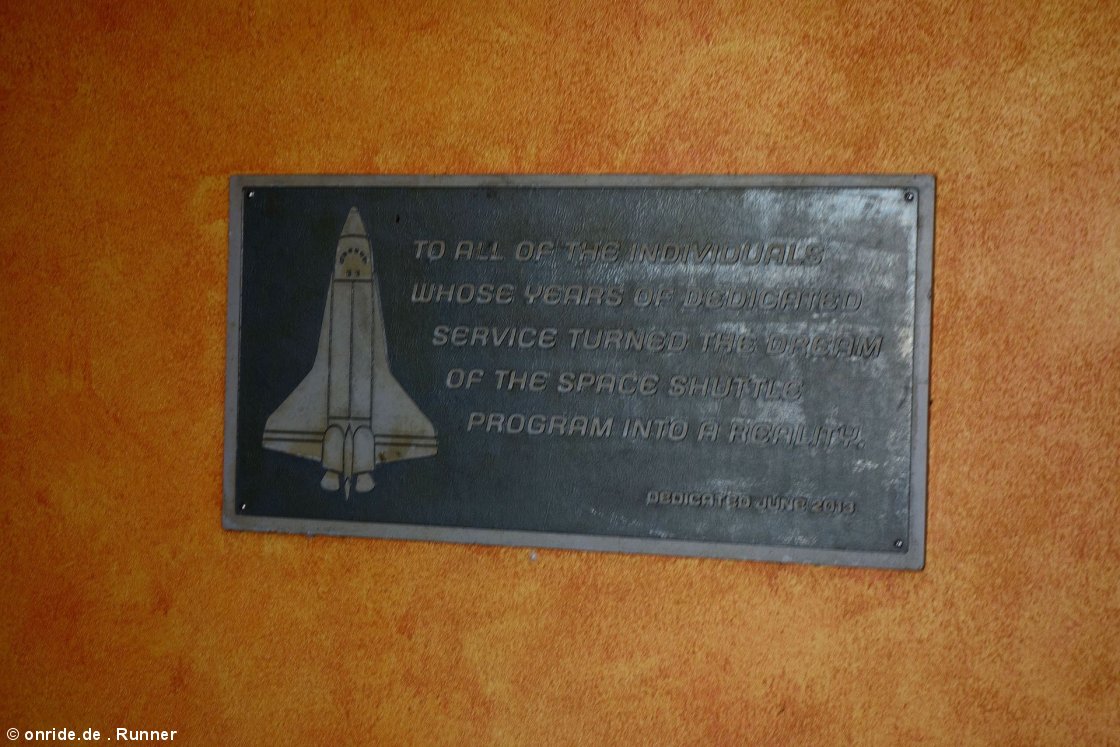 TO ALL OF THE INDIVIDUALS
WHOSE YEARS OF DEDICATED
SERVICE TURNED THE DREAM
OF THE SPACE SHUTTLE
PROGRAM INTO A REALITY.
DEDICATED JUNE 2013
© onride.de . Runner